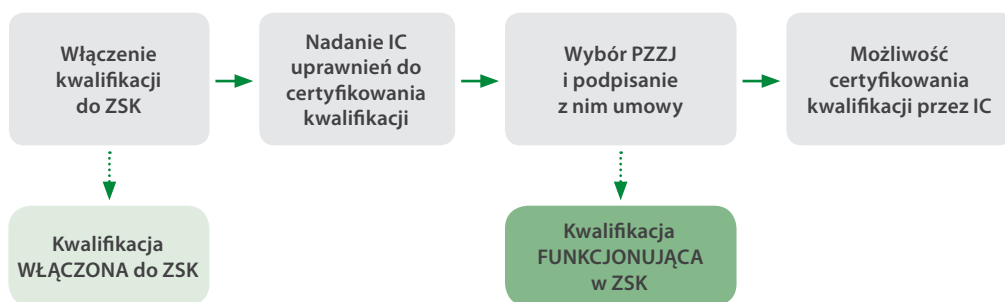 Włączenie
kwalifikacji
do ZSK
Nadanie IC
uprawnień do
certyfikowania
kwalifikacji
Wybór PZZJ
i podpisanie
z nim umowy
Możliwość
certyfikowania
kwalifikacji przez IC
Kwalifikacja
WŁĄCZONA do ZSK
Kwalifikacja
FUNKCJONUJĄCA
w ZSK